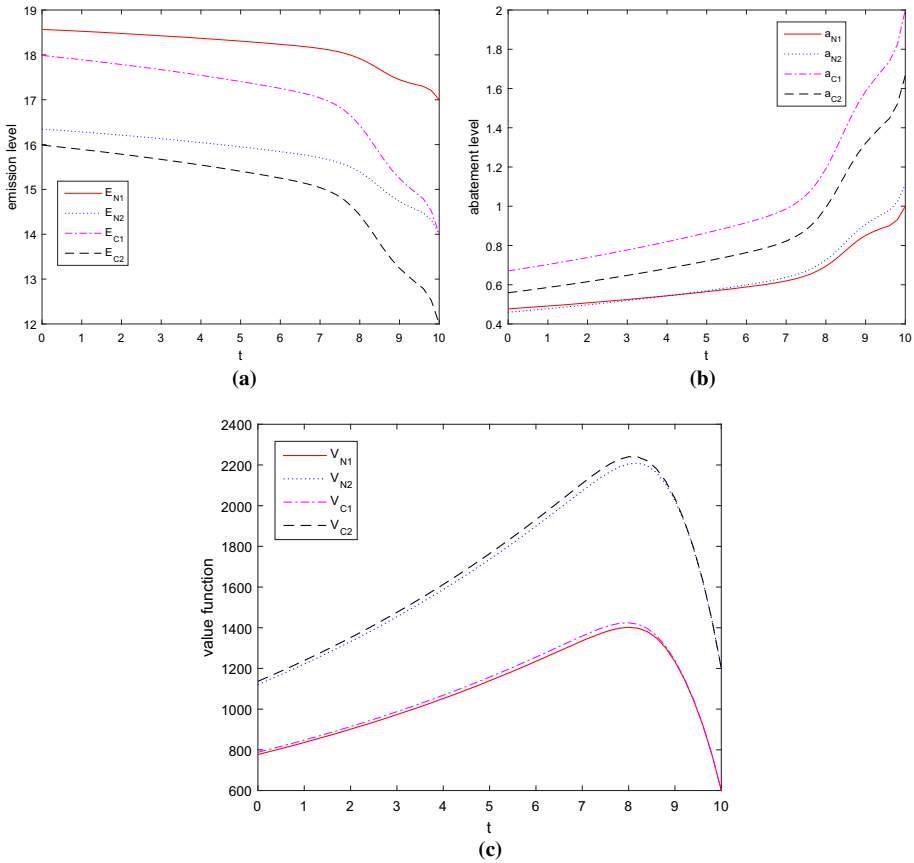 19
18
17
16
15
14
13
12
emission level
E_N1
E_N2
E_C1
E_C2
0 1 2 3 4 5 6 7 8 9 10
t
(a)
2
1.8
1.6
1.4
1.2
1
0.8
0.6
0.4
abatement level
a_N1
a_N2
a_C1
a_C2
0 1 2 3 4 5 6 7 8 9 10
t
(b)
2400
2200
2000
1800
1600
1400
1200
1000
800
600
value function
V_N1
V_N2
V_C1
V_C2
0 1 2 3 4 5 6 7 8 9 10
t
(c)